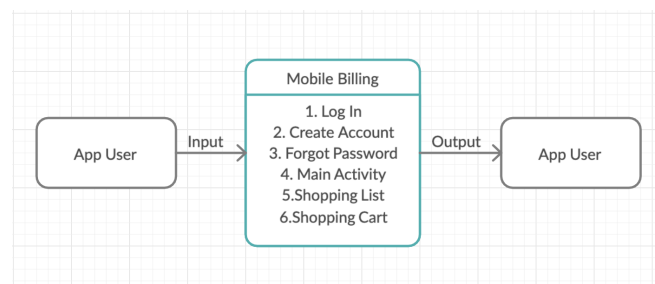 Mobile Billing
App User
Input
1. Log In
2. Create Account
3. Forgot Password
4. Main Activity
5.Shopping List
6.Shopping Cart
Output
App User